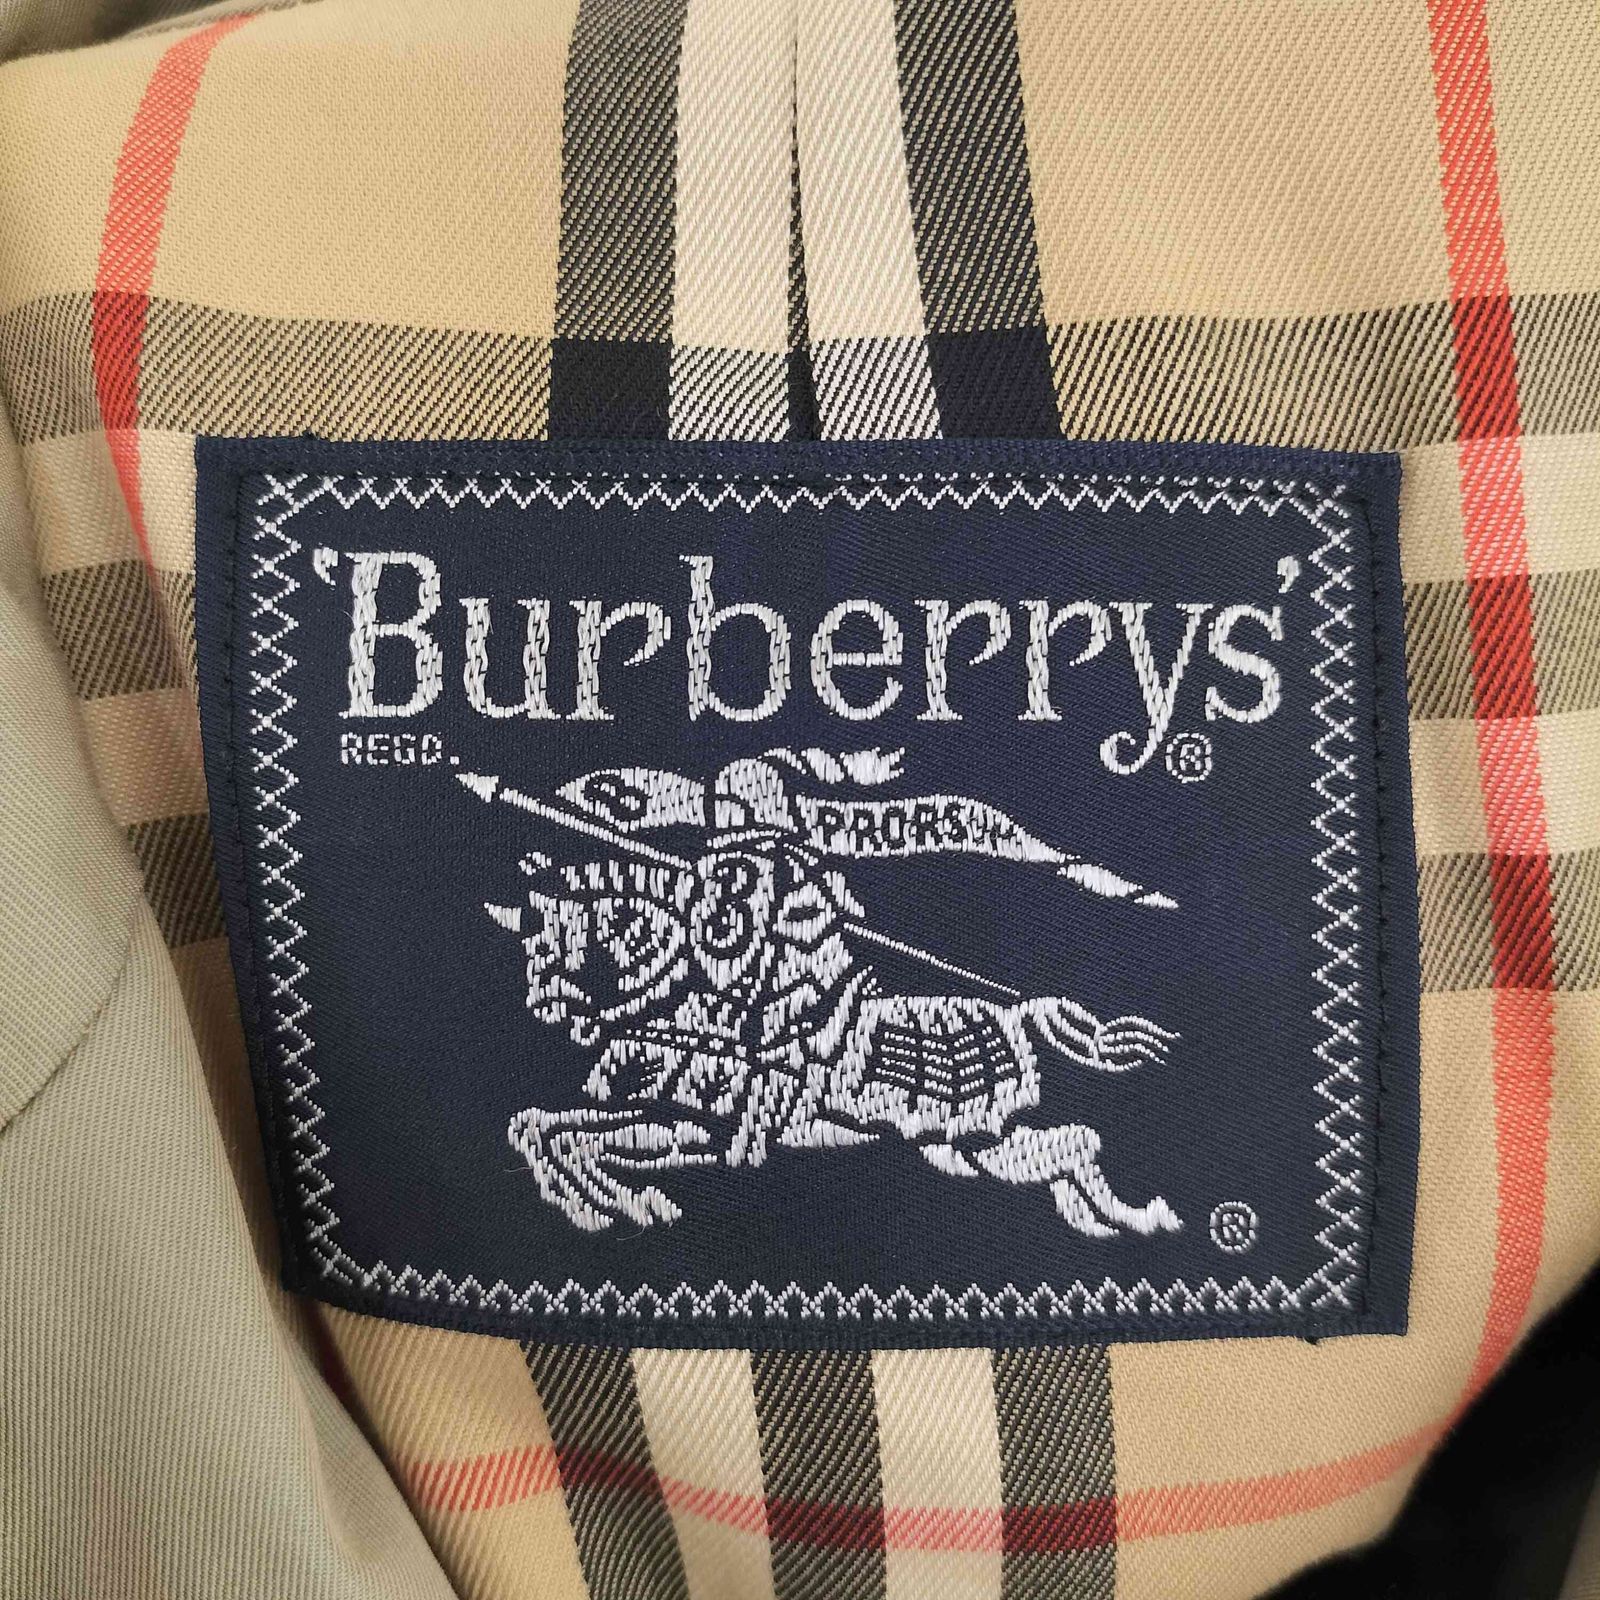 'Burberrys'
REGD. ®
PRORSUM
®